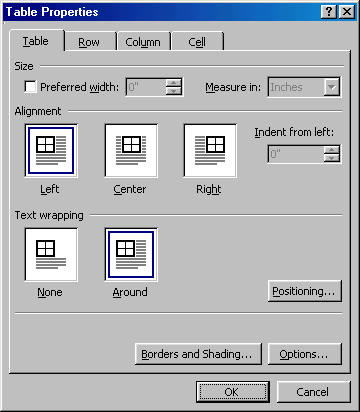 Table Properties
Table Row Column Cell
Size
Preferred width: 0" Measure in: Inches
Alignment
Indent from left:
0"
Left Center Right
Text wrapping
None Around
Positioning...
Borders and Shading... Options...
OK Cancel